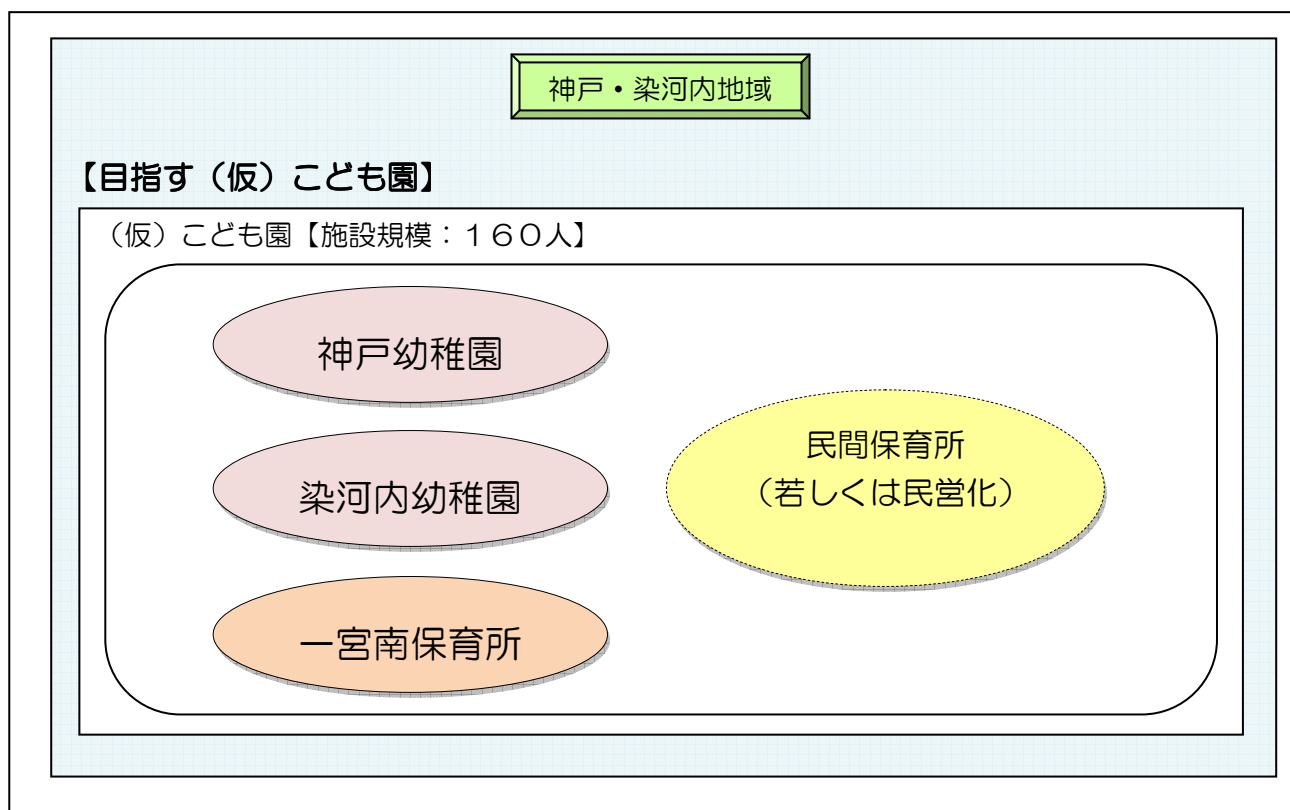 神戸・染河内地域
【目指す（仮）こども園】
（仮）こども園【施設規模：１６０人】
神戸幼稚園
染河内幼稚園
一宮南保育所
民間保育所
（若しくは民営化）